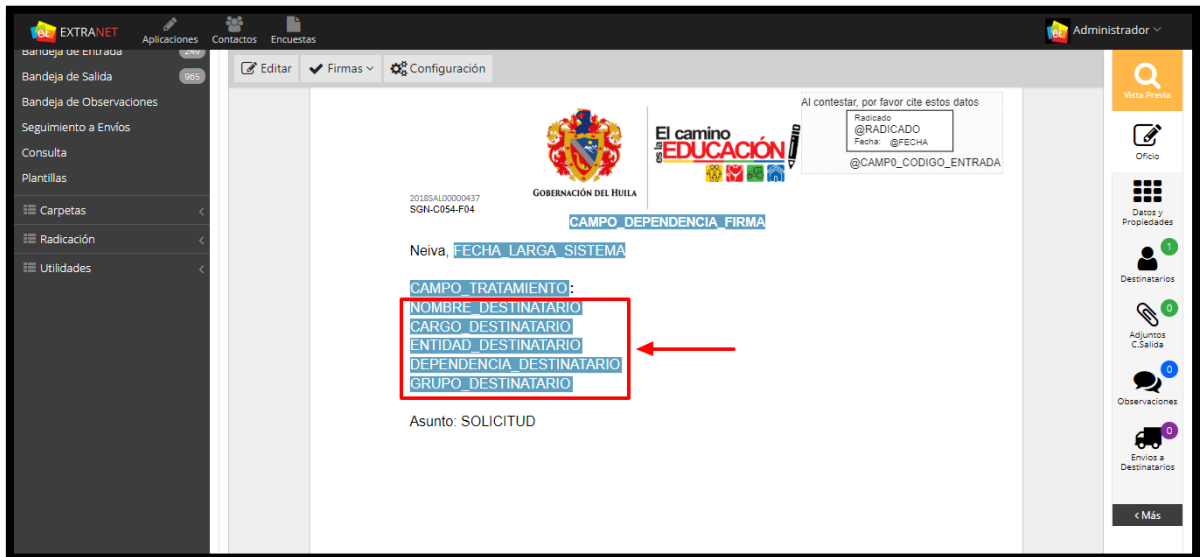 EXTRANET
Aplicaciones
Contactos
Encuestas
Administrador
Bandeja de Entrada 249
Bandeja de Salida 965
Bandeja de Observaciones
Seguimiento a Envíos
Consulta
Plantillas
Carpetas
Radicación
Utilidades
Editar
Firmas
Configuración
Al contestar, por favor cite estos datos
Radicado
@RADICADO
Fecha: @FECHA
@CAMP0_CODIGO_ENTRADA
El camino
es la EDUCACIÓN
GOBERNACIÓN DEL HUILA
2018SAL00000437
SGN-C054-F04
CAMPO_DEPENDENCIA_FIRMA
Neiva, FECHA_LARGA_SISTEMA
CAMPO_TRATAMIENTO:
NOMBRE_DESTINATARIO
CARGO_DESTINATARIO
ENTIDAD_DESTINATARIO
DEPENDENCIA_DESTINATARIO
GRUPO_DESTINATARIO
Asunto: SOLICITUD
Vista Previa
Oficio
Datos y
Propiedades
1
Destinatarios
0
Adjuntos
C.Salida
0
Observaciones
0
Envios a
Destinatarios
< Más